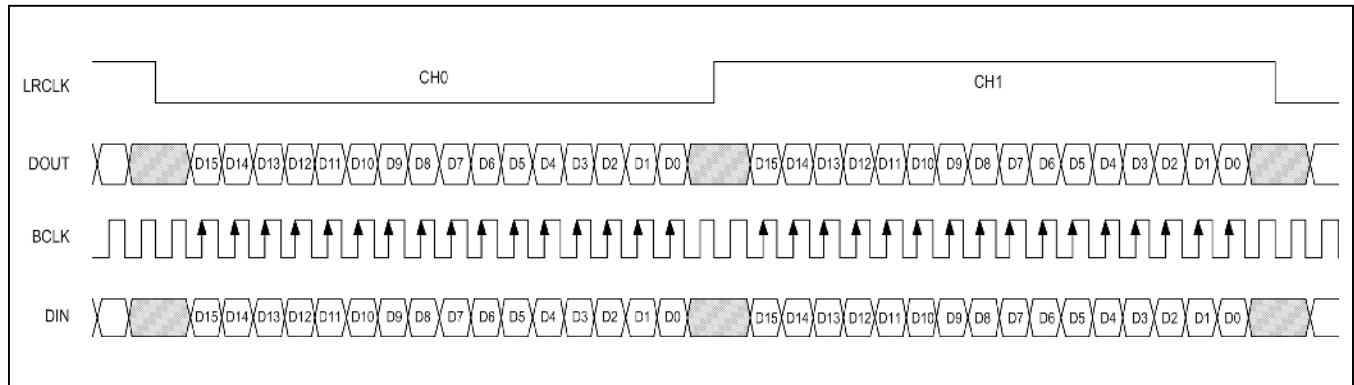 LRCLK CH0 CH1
DOUT D15 D14 D13 D12 D11 D10 D9 D8 D7 D6 D5 D4 D3 D2 D1 D0 D15 D14 D13 D12 D11 D10 D9 D8 D7 D6 D5 D4 D3 D2 D1 D0
BCLK
DIN D15 D14 D13 D12 D11 D10 D9 D8 D7 D6 D5 D4 D3 D2 D1 D0 D15 D14 D13 D12 D11 D10 D9 D8 D7 D6 D5 D4 D3 D2 D1 D0